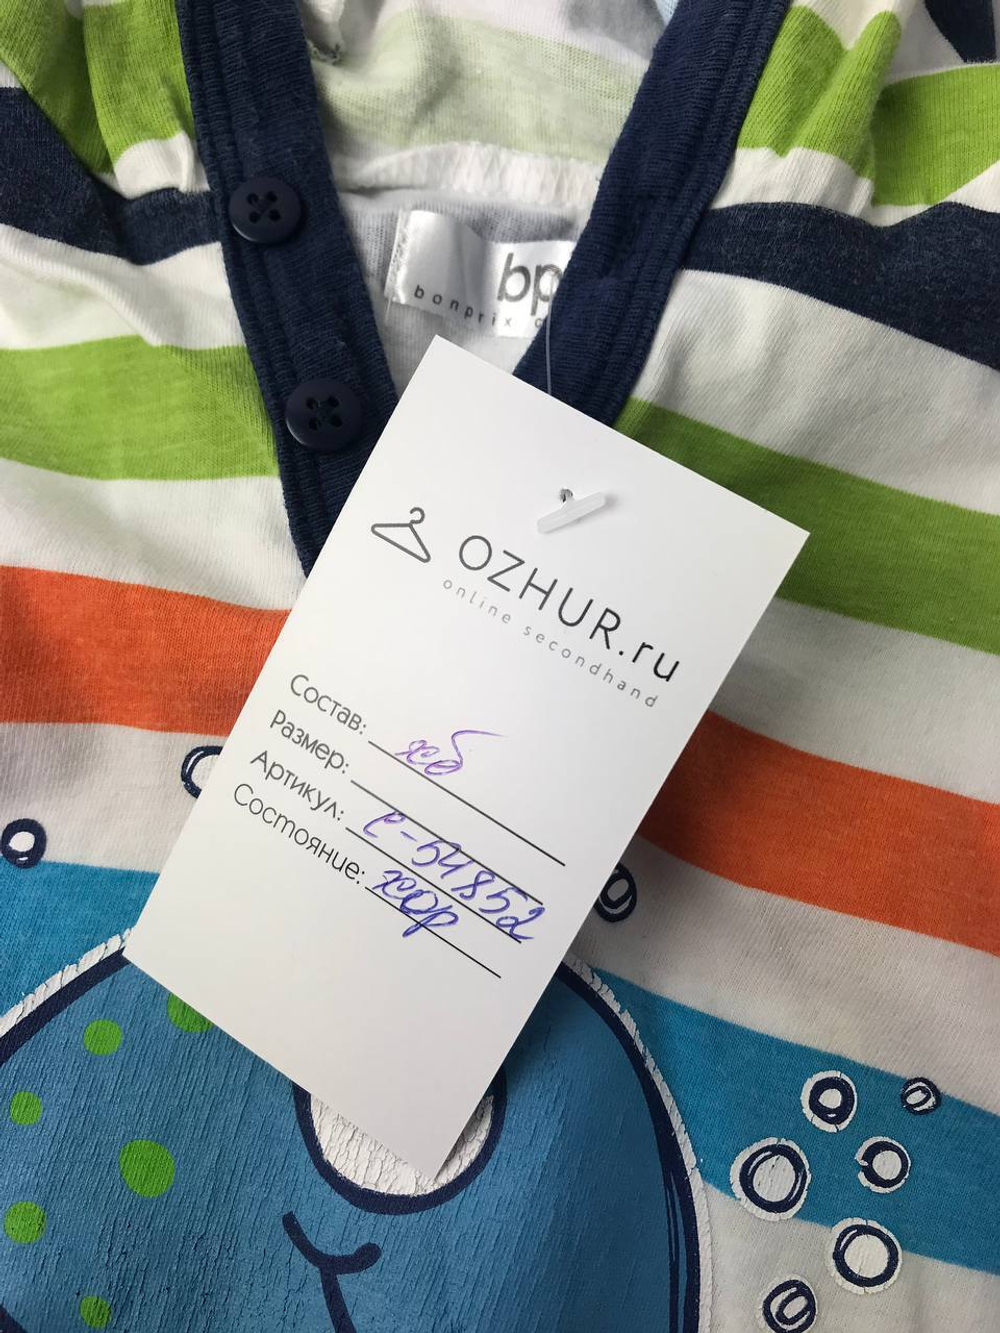 bp
bonprix c
OZHUR.ru
online secondhand
Состав: хб
Размер:
Артикул: е-54852
Состояние: хор